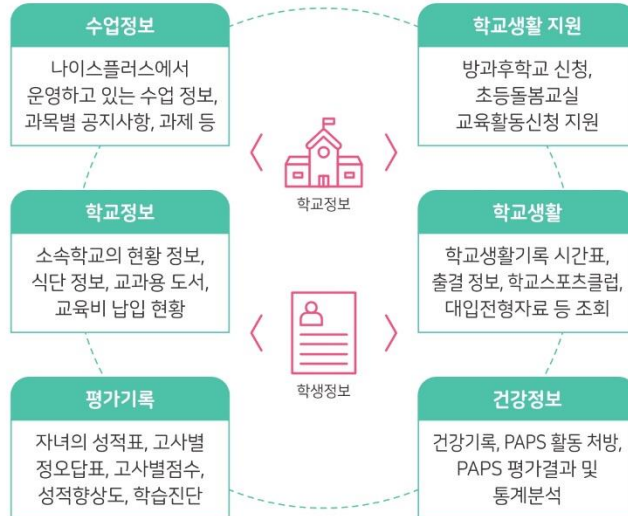 수업정보
나이스플러스에서
운영하고 있는 수업 정보,
과목별 공지사항, 과제 등
학교생활 지원
방과후학교 신청,
초등돌봄교실
교육활동신청 지원
학교정보
학교정보
소속학교의 현황 정보,
식단 정보, 교과용 도서,
교육비 납입 현황
학교생활
학교생활기록 시간표,
출결 정보, 학교스포츠클럽,
대입전형자료 등 조회
학생정보
평가기록
자녀의 성적표, 고사별
정오답표, 고사별점수,
성적향상도, 학습진단
건강정보
건강기록, PAPS 활동 처방,
PAPS 평가결과 및
통계분석